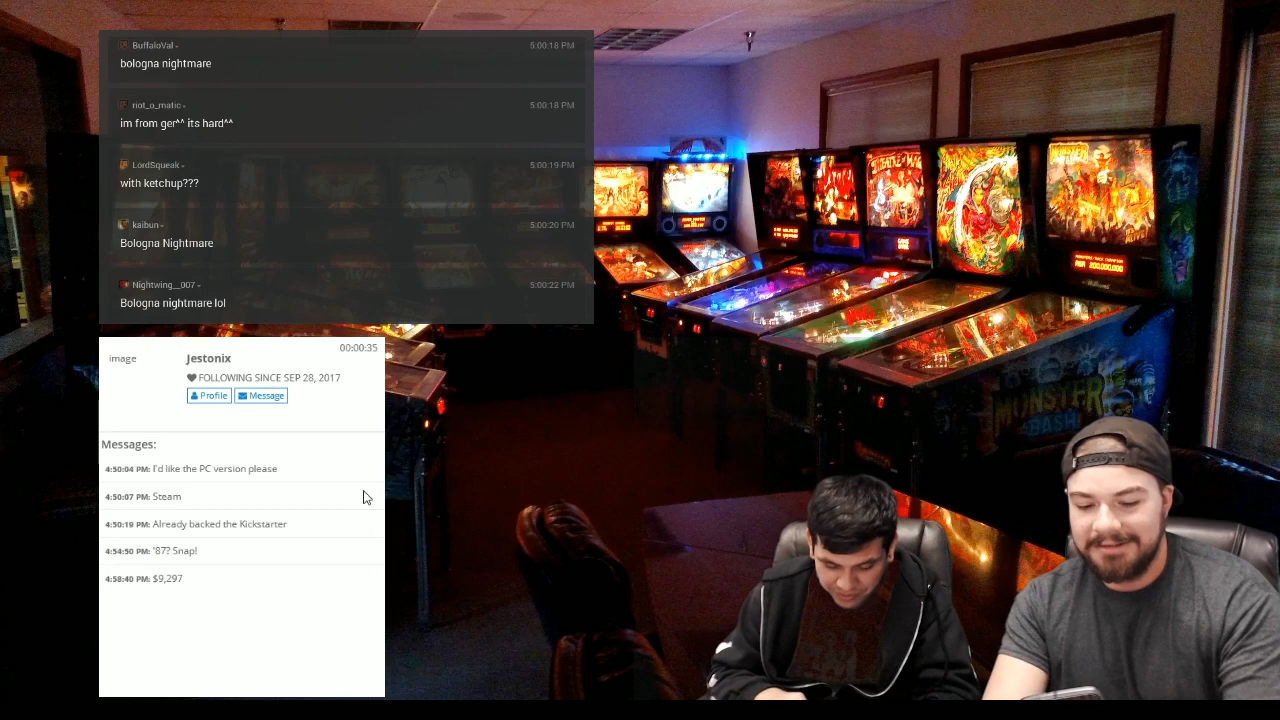 BuffaloVal
5:00:18 PM
bologna nightmare
riot_o_matic
5:00:18 PM
im from ger^^ its hard^^
LordSqueak
5:00:19 PM
with ketchup???
kaibun
5:00:20 PM
Bologna Nightmare
Nightwing__007
5:00:22 PM
Bologna nightmare lol
00:00:35
image
Jestonix
FOLLOWING SINCE SEP 28, 2017
Profile
Message
Messages:
4:50:04 PM: I'd like the PC version please
4:50:07 PM: Steam
4:50:19 PM: Already backed the Kickstarter
4:54:50 PM: '87? Snap!
4:58:40 PM: $9,297
MONSTER
BASH